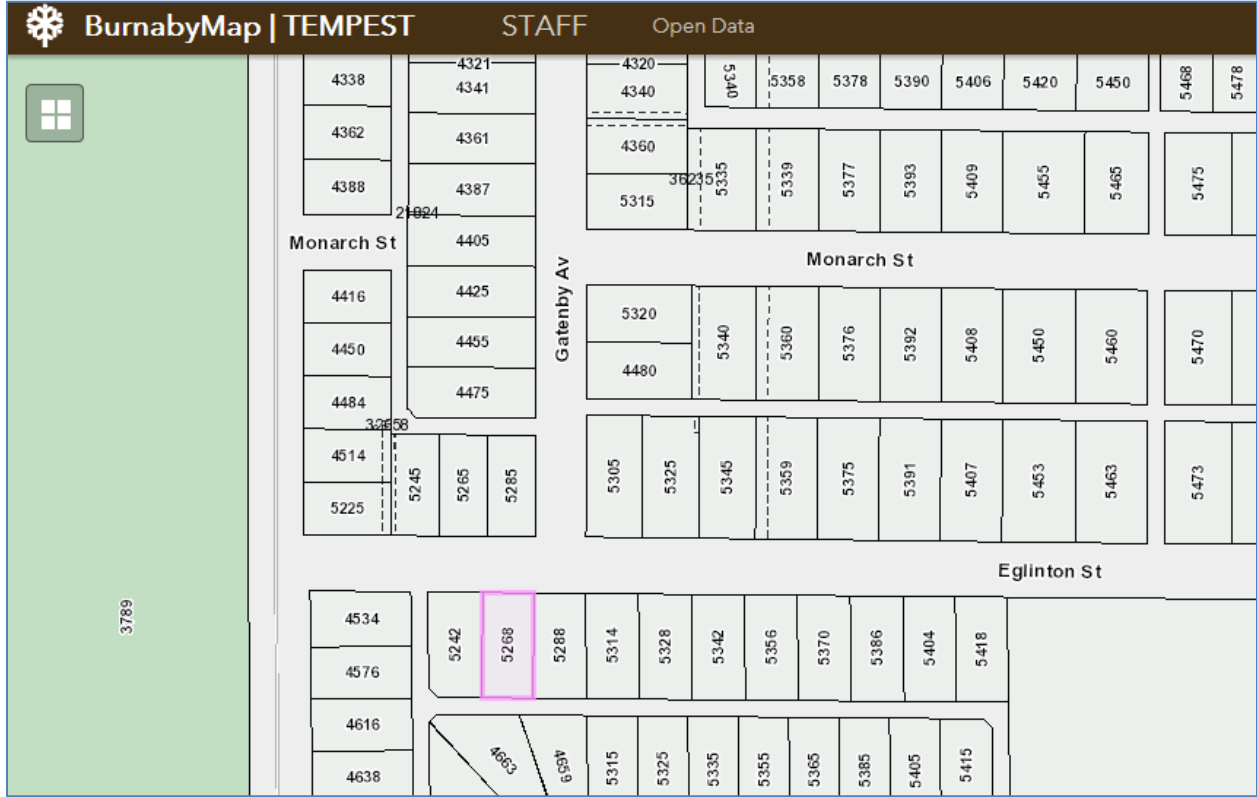 BurnabyMap | TEMPEST STAFF Open Data
4338 4321 4341 4320 4340 5340 5358 5378 5390 5406 5420 5450 5468 5478
4362 4361 4360
4388 4387 5315 36235 5335 5339 5377 5393 5409 5455 5465 5475
Monarch St 4405
Monarch St
Gatenby Av
4416 4425 5320
4450 4455 4480 5340 5360 5376 5392 5408 5450 5460 5470
4484 4475
4514 5245 5265 5285 5305 5325 5345 5359 5375 5391 5407 5453 5463 5473
5225
Eglinton St
3789
4534 5242 5268 5288 5314 5328 5342 5356 5370 5386 5404 5418
4576
4616
4638 4663 4659 5315 5325 5335 5355 5365 5385 5405 5415